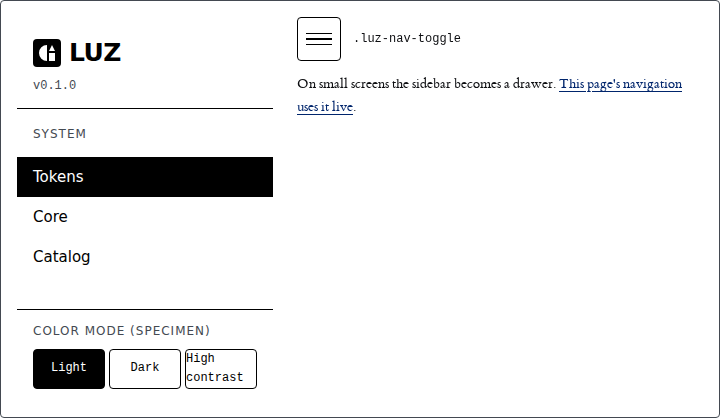 LUZ
v0.1.0
SYSTEM
Tokens
Core
Catalog
COLOR MODE (SPECIMEN)
Light
Dark
High
contrast
.luz-nav-toggle
On small screens the sidebar becomes a drawer. This page's navigation
uses it live.